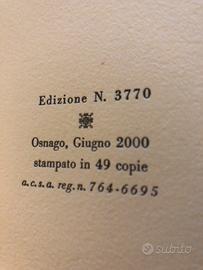 Edizione N. 3770
Osnago, Giugno 2000
stampato in 49 copie
a.c.s.a. reg. n. 764-6695
subito